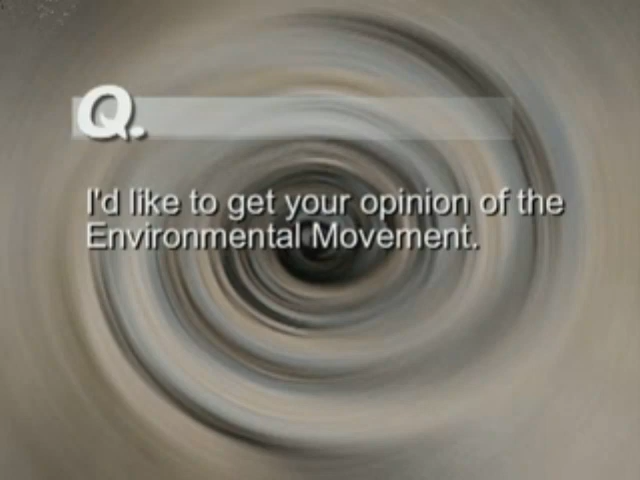 Q.
I'd like to get your opinion of the
Environmental Movement.